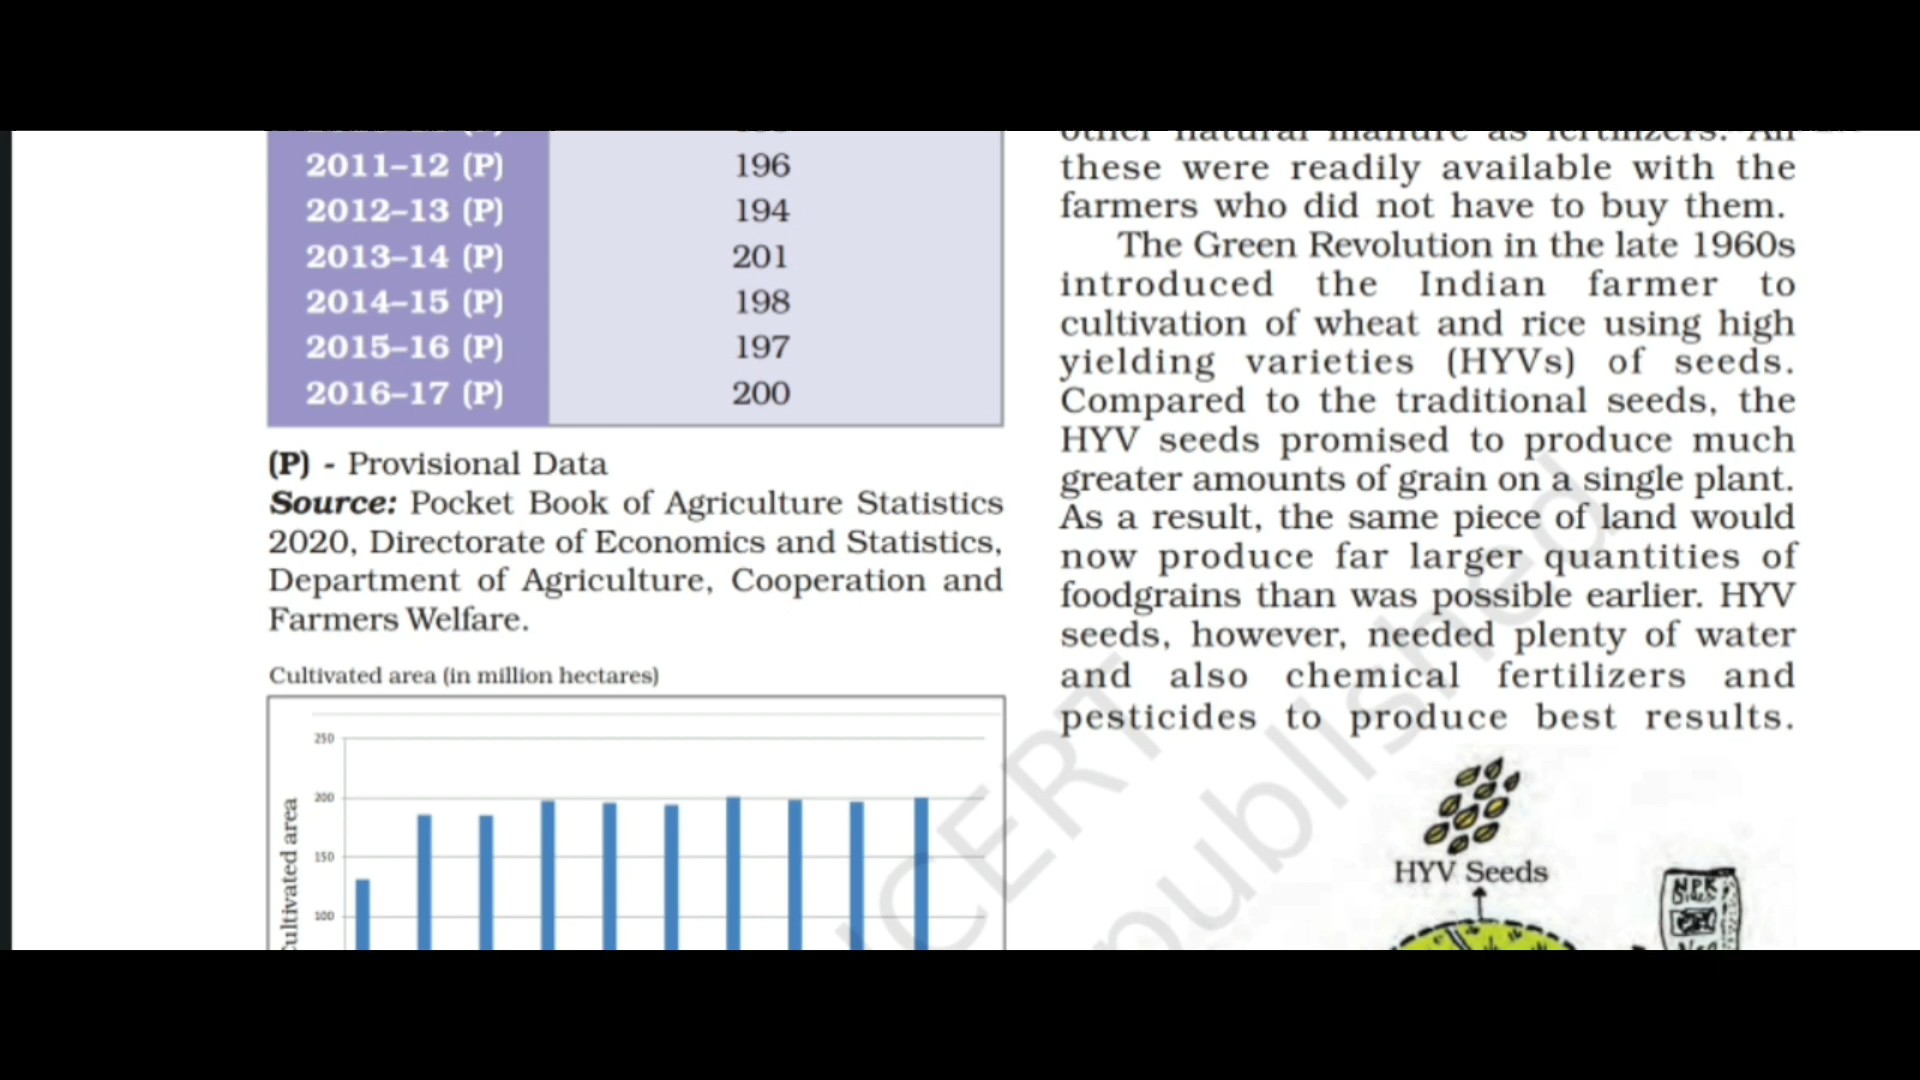 2011–12 (P) 196
2012–13 (P) 194
2013–14 (P) 201
2014–15 (P) 198
2015–16 (P) 197
2016–17 (P) 200
(P) - Provisional Data
Source: Pocket Book of Agriculture Statistics
2020, Directorate of Economics and Statistics,
Department of Agriculture, Cooperation and
Farmers Welfare.
Cultivated area (in million hectares)
250
200
150
100
other natural manure as fertilizers. All
these were readily available with the
farmers who did not have to buy them.
The Green Revolution in the late 1960s
introduced the Indian farmer to
cultivation of wheat and rice using high
yielding varieties (HYVs) of seeds.
Compared to the traditional seeds, the
HYV seeds promised to produce much
greater amounts of grain on a single plant.
As a result, the same piece of land would
now produce far larger quantities of
foodgrains than was possible earlier. HYV
seeds, however, needed plenty of water
and also chemical fertilizers and
pesticides to produce best results.
HYV Seeds
NPK
published